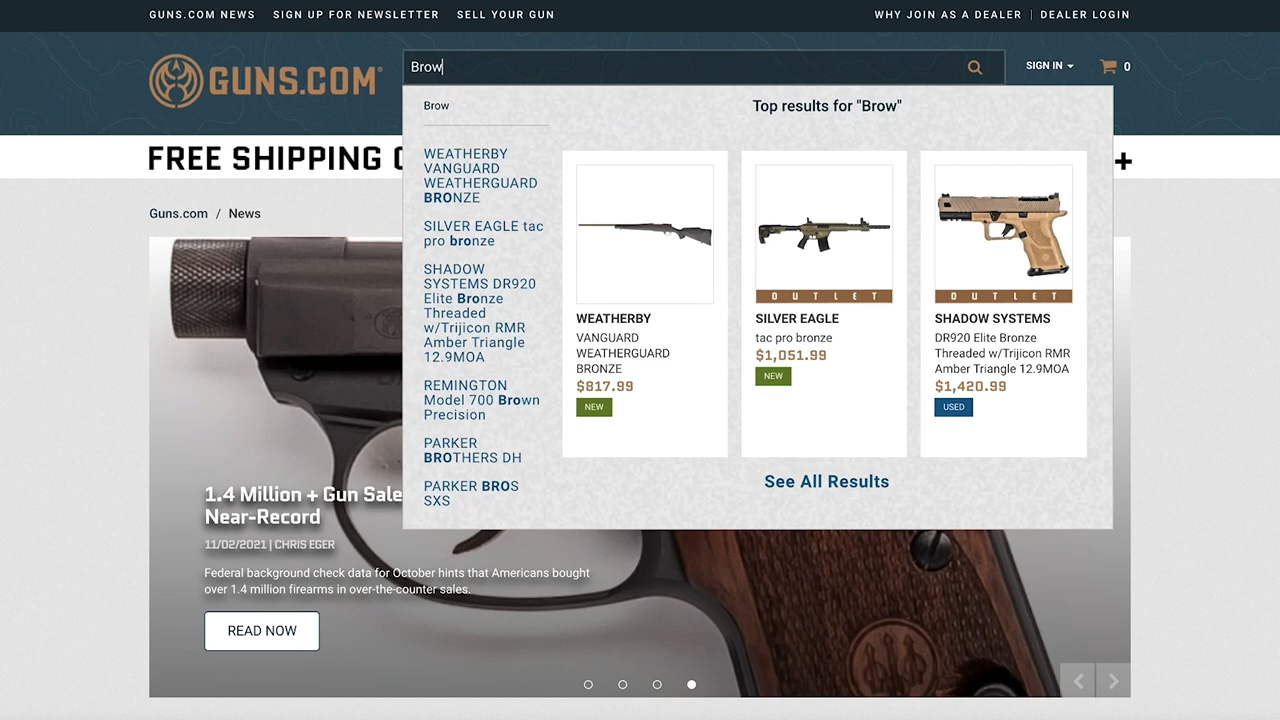 GUNS.COM NEWS SIGN UP FOR NEWSLETTER SELL YOUR GUN WHY JOIN AS A DEALER | DEALER LOGIN
GUNS.COM®
Brow
SIGN IN
0
FREE SHIPPING
+
Brow
WEATHERBY
VANGUARD
WEATHERGUARD
BRONZE
SILVER EAGLE tac
pro bronze
SHADOW
SYSTEMS DR920
Elite Bronze
Threaded
w/Trijicon RMR
Amber Triangle
12.9MOA
REMINGTON
Model 700 Brown
Precision
PARKER
BROTHERS DH
PARKER BROS
SXS
Top results for "Brow"
WEATHERBY
VANGUARD
WEATHERGUARD
BRONZE
$817.99
NEW
OUTLET
SILVER EAGLE
tac pro bronze
$1,051.99
NEW
OUTLET
SHADOW SYSTEMS
DR920 Elite Bronze
Threaded w/Trijicon RMR
Amber Triangle 12.9MOA
$1,420.99
USED
See All Results
Guns.com / News
1.4 Million + Gun Sale
Near-Record
11/02/2021 | CHRIS EGER
Federal background check data for October hints that Americans bought
over 1.4 million firearms in over-the-counter sales.
READ NOW